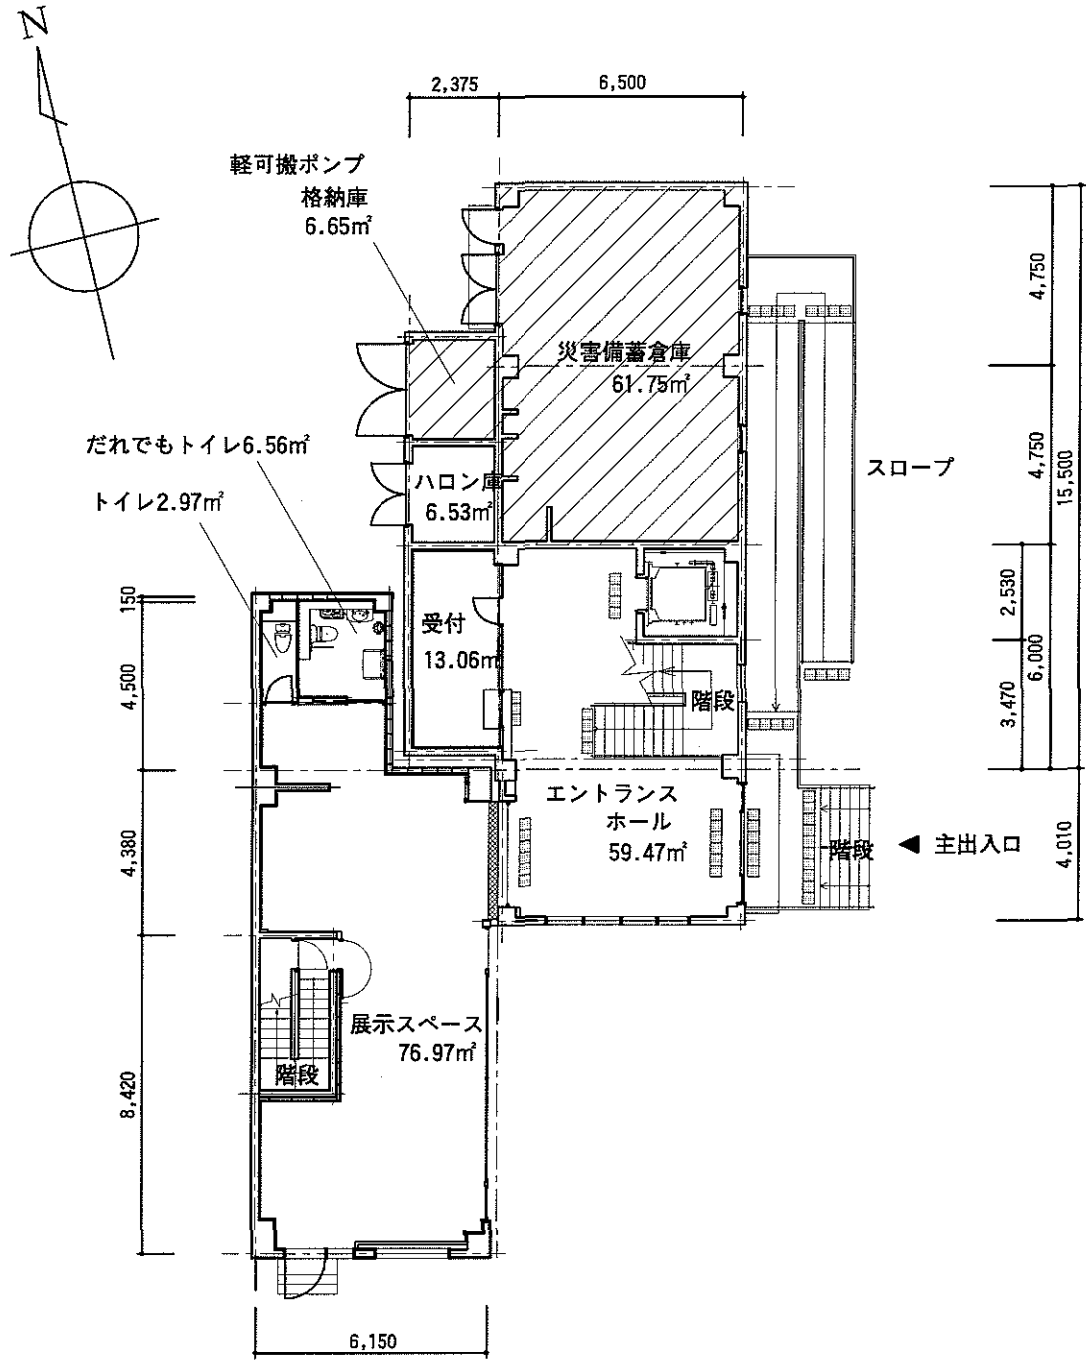 N
2,375
6,500
軽可搬ポンプ
格納庫
6.65㎡
災害備蓄倉庫
61.75㎡
4,750
4,750
15,500
だれでもトイレ6.56㎡
トイレ2.97㎡
ハロン庫
6.53㎡
スロープ
150
4,500
受付
13.06㎡
2,530
6,000
3,470
階段
エントランス
ホール
59.47㎡
階段
主出入口
4,010
4,380
展示スペース
76.97㎡
階段
8,420
6,150